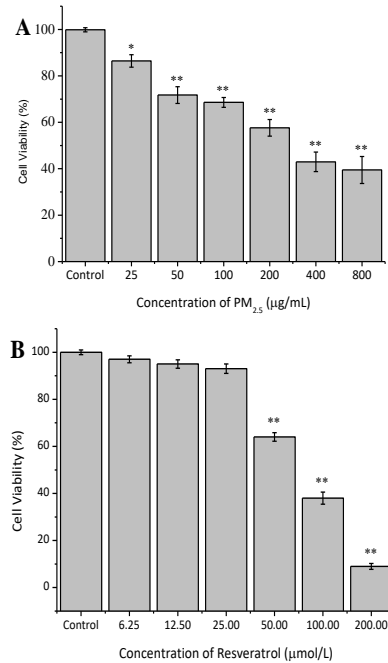 A
100
80
60
40
20
0
Cell Viability (%)
*
**
**
**
**
**
Control 25 50 100 200 400 800
Concentration of PM2.5 (μg/mL)
B
100
80
60
40
20
0
Cell Viability (%)
**
**
**
Control 6.25 12.50 25.00 50.00 100.00 200.00
Concentration of Resveratrol (μmol/L)